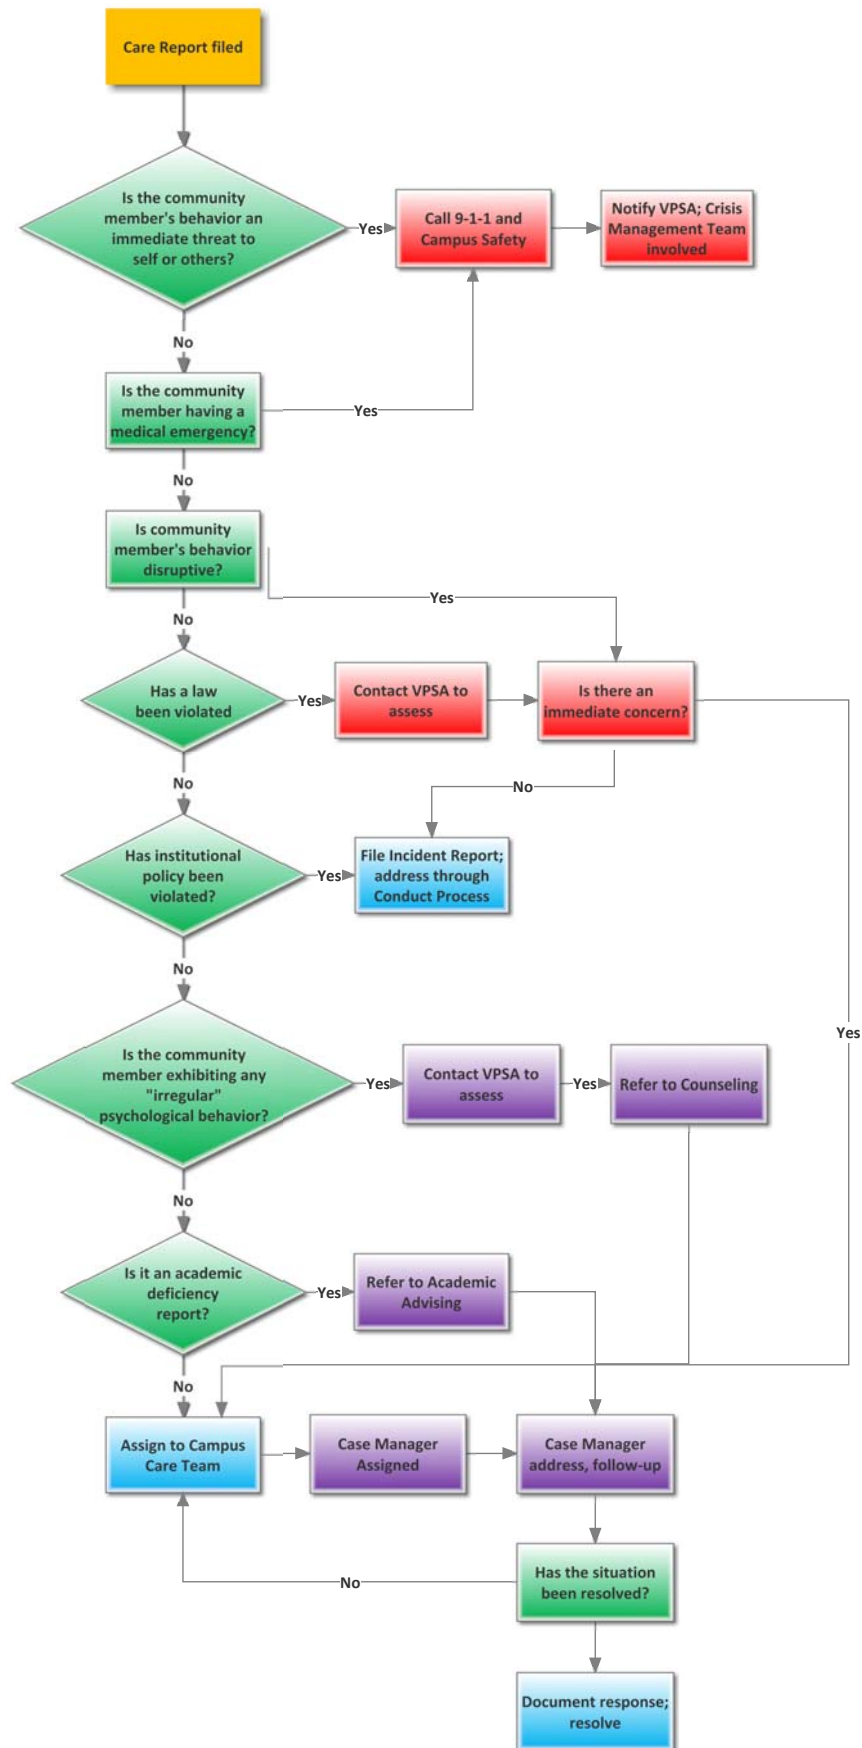 Care Report filed
Is the community
member's behavior an
immediate threat to
self or others?
Yes
Call 9-1-1 and
Campus Safety
Notify VPSA; Crisis
Management Team
involved
No
Is the community
member having a
medical emergency?
Yes
No
Is community
member's behavior
disruptive?
Yes
No
Has a law
been violated
Yes
Contact VPSA to
assess
Is there an
immediate concern?
No
No
Has institutional
policy been
violated?
Yes
File Incident Report;
address through
Conduct Process
No
Yes
Is the community
member exhibiting any
"irregular"
psychological behavior?
Yes
Contact VPSA to
assess
Yes
Refer to Counseling
No
Is it an academic
deficiency
report?
Yes
Refer to Academic
Advising
No
Assign to Campus
Care Team
Case Manager
Assigned
Case Manager
address, follow-up
No
Has the situation
been resolved?
Document response;
resolve